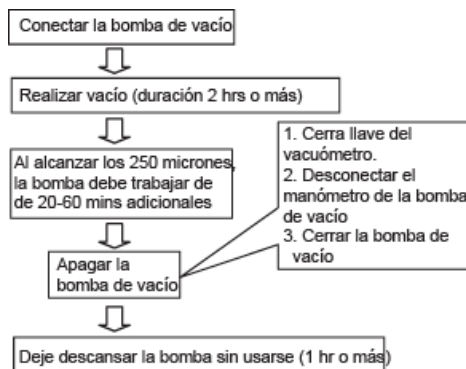 Conectar la bomba de vacío
Realizar vacío (duración 2 hrs o más)
Al alcanzar los 250 micrones,
la bomba debe trabajar de
de 20-60 mins adicionales
1. Cerra llave del
vacuómetro.
2. Desconectar el
manómetro de la bomba
de vacío
3. Cerrar la bomba de
vacío
Apagar la
bomba de vacío
Deje descansar la bomba sin usarse (1 hr o más)